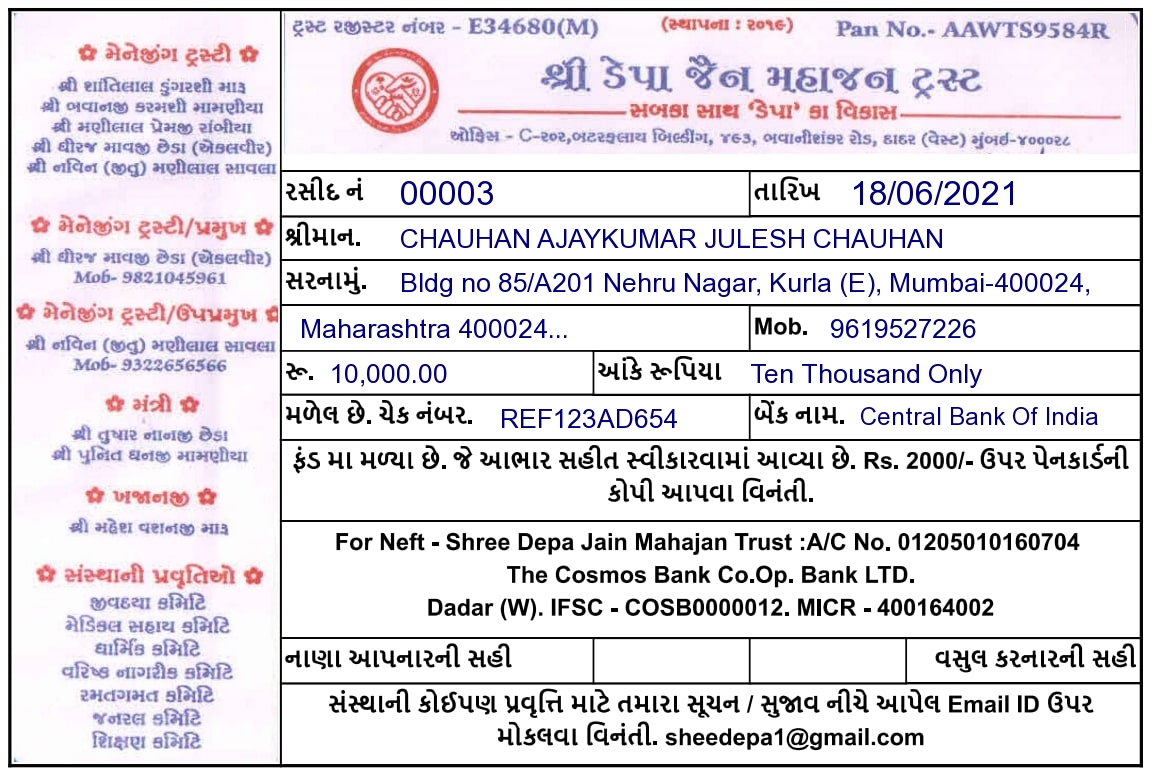 ✿ મેનેજીંગ ટ્રસ્ટી ✿
શ્રી શાંતિલાલ ડુંગરશી મારૂ
શ્રી બવાનજી કરમશી મામણીયા
શ્રી મણીલાલ પ્રેમજી રાંબીયા
શ્રી ધીરજ માવજી છેડા (એકલવીર)
શ્રી નવિન (જીતુ) મણીલાલ સાવલા
✿ મેનેજીંગ ટ્રસ્ટી/પ્રમુખ ✿
શ્રી ધીરજ માવજી છેડા (એકલવીર)
Mob- 9821045961
✿ મેનેજીંગ ટ્રસ્ટી/ઉપપ્રમુખ ✿
શ્રી નવિન (જીતુ) મણીલાલ સાવલા
Mob- 9322656566
✿ મંત્રી ✿
શ્રી તુષાર નાનજી છેડા
શ્રી પુનિત ધનજી મામણીયા
✿ ખજાનજી ✿
શ્રી મહેશ વશનજી મારૂ
✿ સંસ્થાની પ્રવૃતિઓ ✿
જીવદયા કમિટિ
મેડિકલ સહાય કમિટિ
ધાર્મિક કમિટિ
વરિષ્ઠ નાગરીક કમિટિ
રમતગમત કમિટિ
જનરલ કમિટિ
શિક્ષણ કમિટિ
ટ્રસ્ટ રજીસ્ટર નંબર - E34680(M) (સ્થાપના : ૨૦૧૯) Pan No.- AAWTS9584R
શ્રી ડેપા જૈન મહાજન ટ્રસ્ટ
સબકા સાથ 'ડેપા' કા વિકાસ
ઓફિસ - C-૨૦૨,બટરફલાય બિલ્ડીંગ, ૪૬૩, ભવાનીશંકર રોડ, દાદર (વેસ્ટ) મુંબઇ-૪૦૦૦૨૮
રસીદ નં 00003 તારિખ 18/06/2021
શ્રીમાન. CHAUHAN AJAYKUMAR JULESH CHAUHAN
સરનામું. Bldg no 85/A201 Nehru Nagar, Kurla (E), Mumbai-400024,
Maharashtra 400024... Mob. 9619527226
રૂ. 10,000.00 આંકે રૂપિયા Ten Thousand Only
મળેલ છે. ચેક નંબર. REF123AD654 બેંક નામ. Central Bank Of India
ફંડ મા મળ્યા છે. જે આભાર સહીત સ્વીકારવામાં આવ્યા છે. Rs. 2000/- ઉપર પેનકાર્ડની
કોપી આપવા વિનંતી.
For Neft - Shree Depa Jain Mahajan Trust :A/C No. 01205010160704
The Cosmos Bank Co.Op. Bank LTD.
Dadar (W). IFSC - COSB0000012. MICR - 400164002
નાણા આપનારની સહી વસુલ કરનારની સહી
સંસ્થાની કોઈપણ પ્રવૃત્તિ માટે તમારા સૂચન / સુજાવ નીચે આપેલ Email ID ઉપર
મોકલવા વિનંતી. sheedepa1@gmail.com